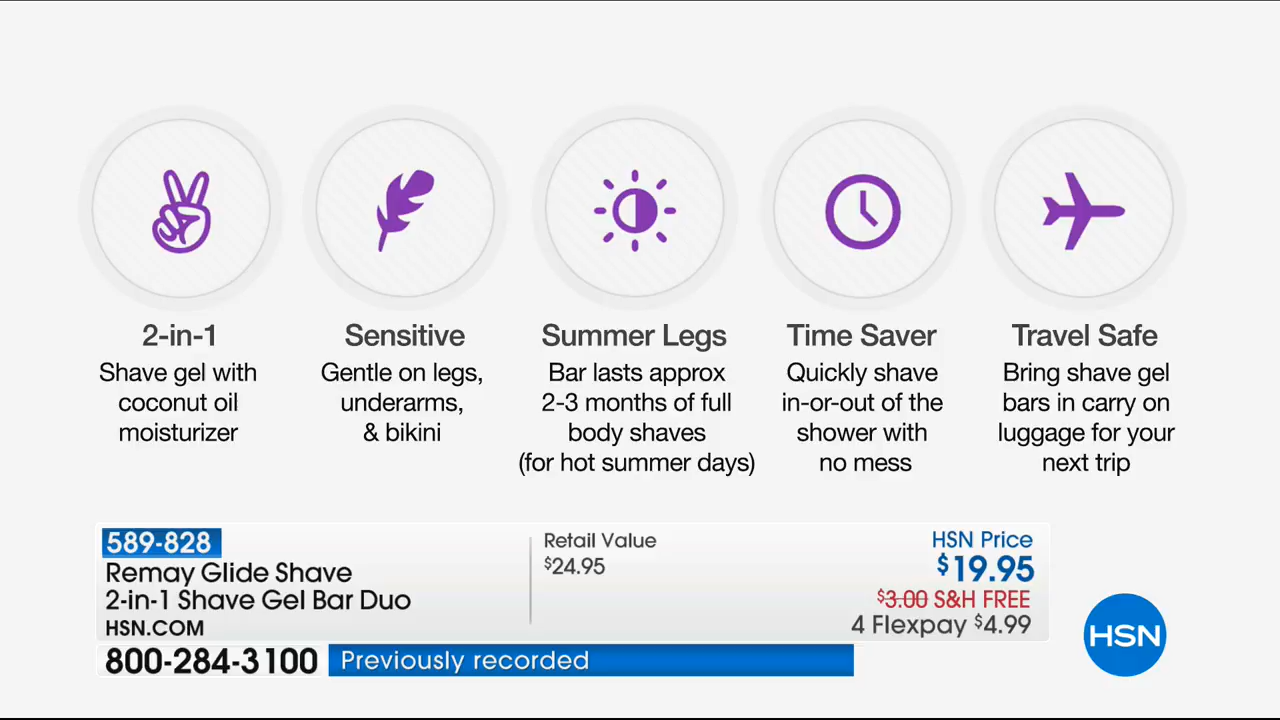 2-in-1
Shave gel with
coconut oil
moisturizer
Sensitive
Gentle on legs,
underarms,
& bikini
Summer Legs
Bar lasts approx
2-3 months of full
body shaves
(for hot summer days)
Time Saver
Quickly shave
in-or-out of the
shower with
no mess
Travel Safe
Bring shave gel
bars in carry on
luggage for your
next trip
589-828
Remay Glide Shave
2-in-1 Shave Gel Bar Duo
HSN.COM
Retail Value
$24.95
HSN Price
$19.95
$3.00 S&H FREE
4 Flexpay $4.99
800-284-3100
Previously recorded
HSN